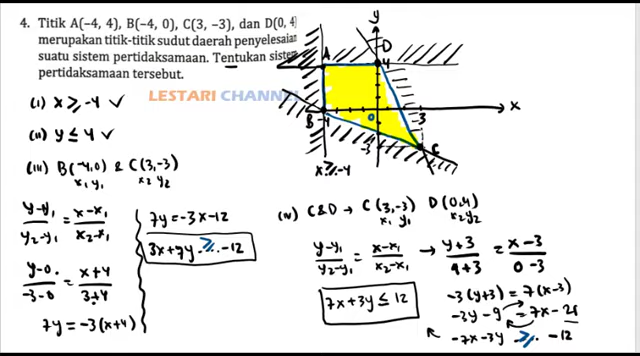 4. Titik A(−4, 4), B(−4, 0), C(3, −3), dan D(0, 4)
merupakan titik-titik sudut daerah penyelesaian
suatu sistem pertidaksamaan. Tentukan sistem
pertidaksamaan tersebut.
LESTARI CHANNEL
(i) x ≥ -4 ✓
(ii) y ≤ 4 ✓
(iii) B(-4,0) & C(3,-3)
x₁ y₁ x₂ y₂
y-y₁/y₂-y₁ = x-x₁/x₂-x₁
y-0/-3-0 = x+4/3+4
7y = -3(x+4)
7y = -3x-12
3x+7y ≥ -12
y
D
A
4
x
B
-4
0
3
-3
C
x ≥ -4
(iv) C&D → C(3,-3) D(0,4)
x₁ y₁ x₂ y₂
y-y₁/y₂-y₁ = x-x₁/x₂-x₁ → y+3/4+3 = x-3/0-3
-3(y+3) = 7(x-3)
-3y-9 = 7x-21
-7x-3y ≥ -12
7x+3y ≤ 12